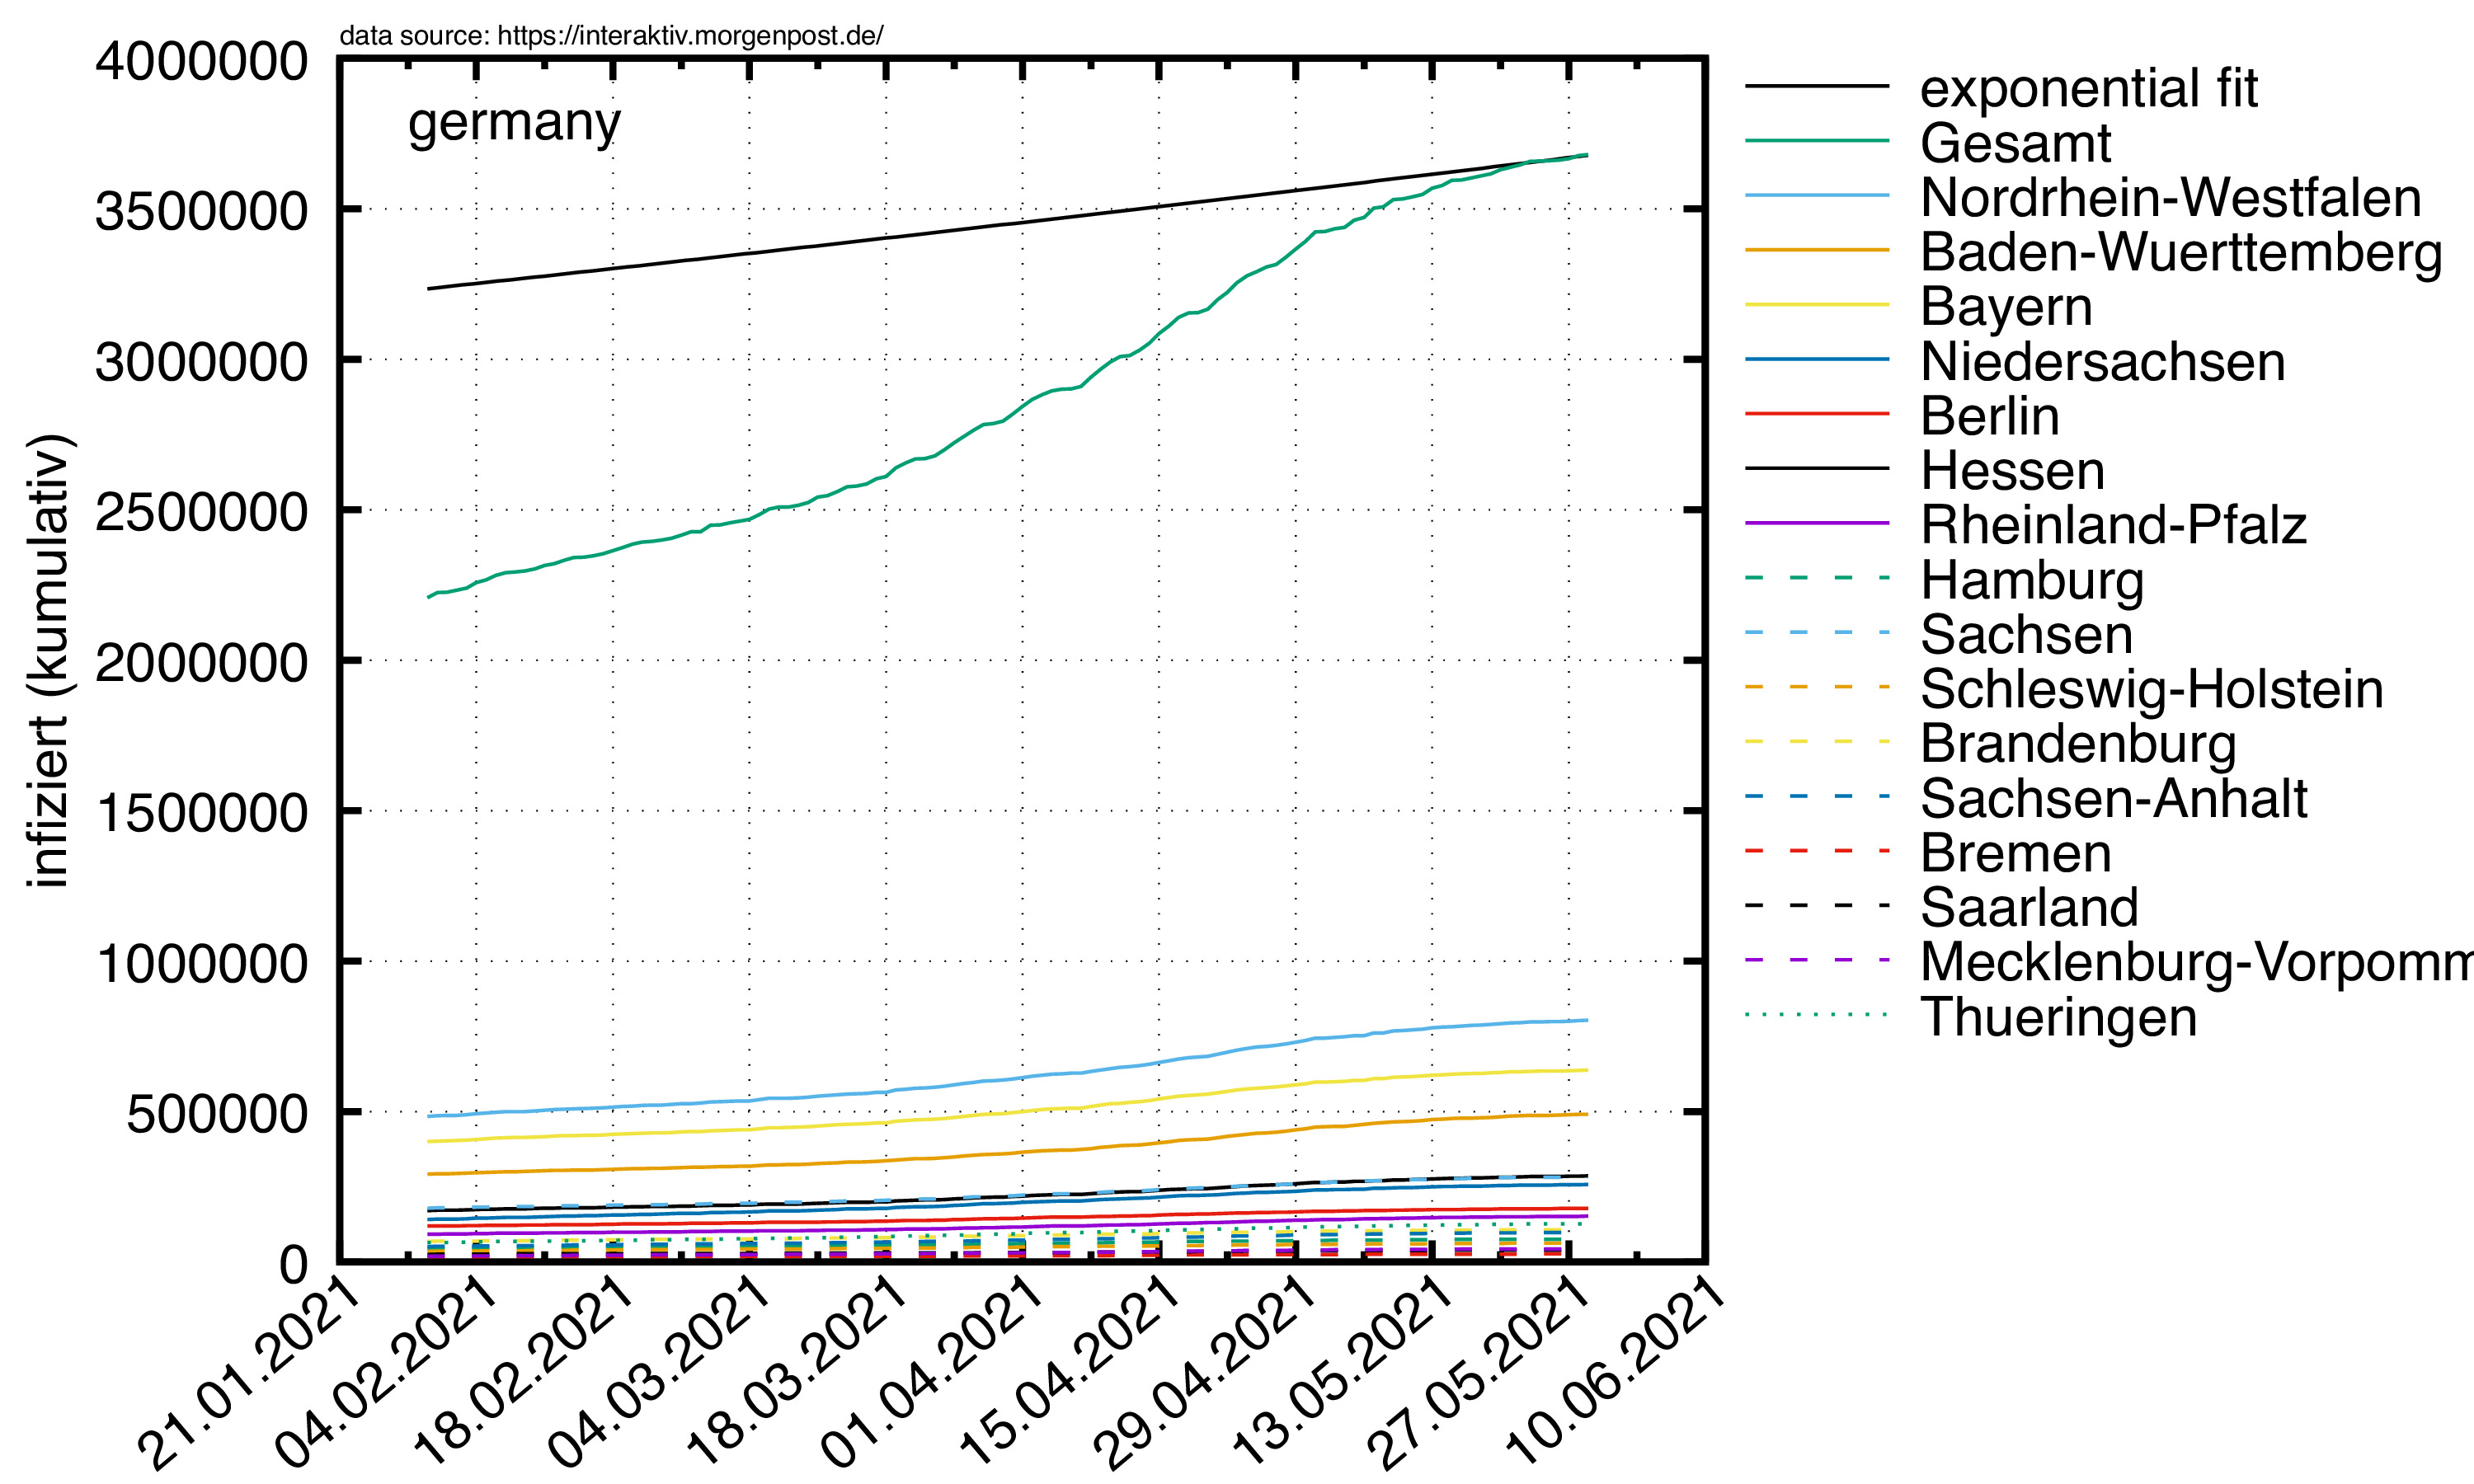 data source: https://interaktiv.morgenpost.de/
germany
infiziert (kumulativ)
4000000
3500000
3000000
2500000
2000000
1500000
1000000
500000
0
21.01.2021
04.02.2021
18.02.2021
04.03.2021
18.03.2021
01.04.2021
15.04.2021
29.04.2021
13.05.2021
27.05.2021
10.06.2021
exponential fit
Gesamt
Nordrhein-Westfalen
Baden-Wuerttemberg
Bayern
Niedersachsen
Berlin
Hessen
Rheinland-Pfalz
Hamburg
Sachsen
Schleswig-Holstein
Brandenburg
Sachsen-Anhalt
Bremen
Saarland
Mecklenburg-Vorpomm
Thueringen